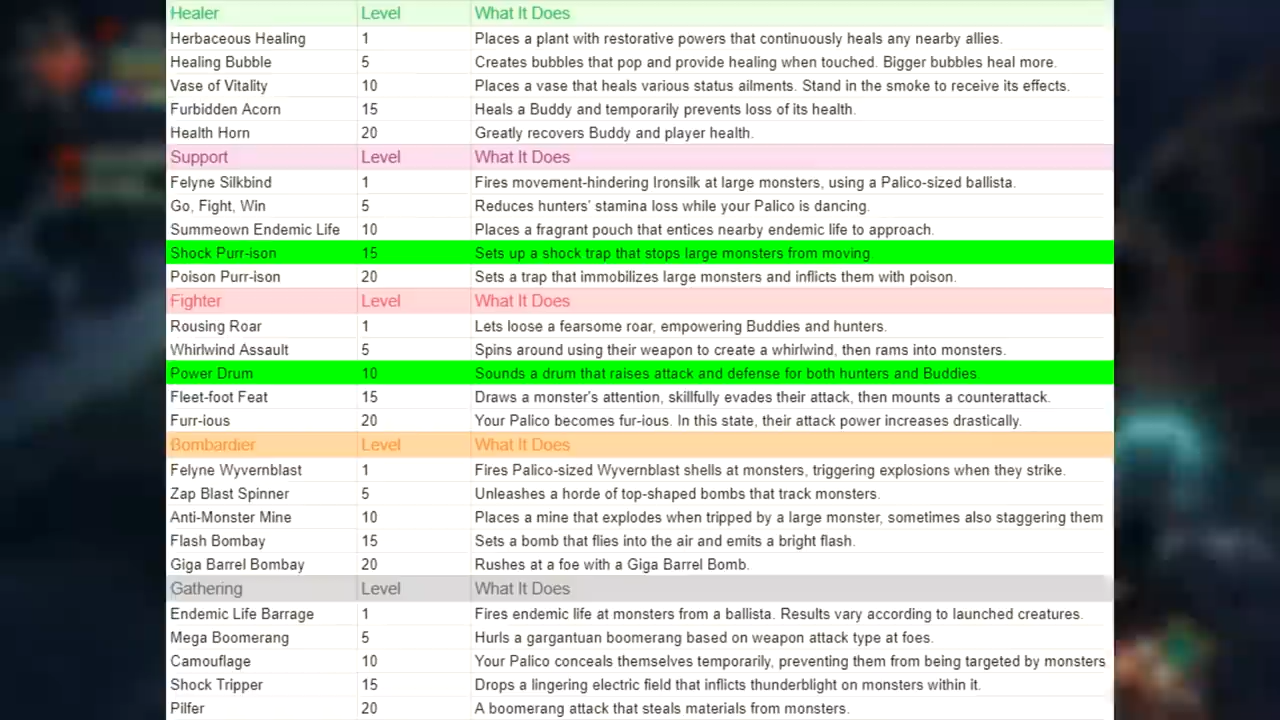 Healer Level What It Does
Herbaceous Healing 1 Places a plant with restorative powers that continuously heals any nearby allies.
Healing Bubble 5 Creates bubbles that pop and provide healing when touched. Bigger bubbles heal more.
Vase of Vitality 10 Places a vase that heals various status ailments. Stand in the smoke to receive its effects.
Furbidden Acorn 15 Heals a Buddy and temporarily prevents loss of its health.
Health Horn 20 Greatly recovers Buddy and player health.
Support Level What It Does
Felyne Silkbind 1 Fires movement-hindering Ironsilk at large monsters, using a Palico-sized ballista.
Go, Fight, Win 5 Reduces hunters' stamina loss while your Palico is dancing.
Summeown Endemic Life 10 Places a fragrant pouch that entices nearby endemic life to approach.
Shock Purr-ison 15 Sets up a shock trap that stops large monsters from moving.
Poison Purr-ison 20 Sets a trap that immobilizes large monsters and inflicts them with poison.
Fighter Level What It Does
Rousing Roar 1 Lets loose a fearsome roar, empowering Buddies and hunters.
Whirlwind Assault 5 Spins around using their weapon to create a whirlwind, then rams into monsters.
Power Drum 10 Sounds a drum that raises attack and defense for both hunters and Buddies.
Fleet-foot Feat 15 Draws a monster's attention, skillfully evades their attack, then mounts a counterattack.
Furr-ious 20 Your Palico becomes fur-ious. In this state, their attack power increases drastically.
Bombardier Level What It Does
Felyne Wyvernblast 1 Fires Palico-sized Wyvernblast shells at monsters, triggering explosions when they strike.
Zap Blast Spinner 5 Unleashes a horde of top-shaped bombs that track monsters.
Anti-Monster Mine 10 Places a mine that explodes when tripped by a large monster, sometimes also staggering them
Flash Bombay 15 Sets a bomb that flies into the air and emits a bright flash.
Giga Barrel Bombay 20 Rushes at a foe with a Giga Barrel Bomb.
Gathering Level What It Does
Endemic Life Barrage 1 Fires endemic life at monsters from a ballista. Results vary according to launched creatures.
Mega Boomerang 5 Hurls a gargantuan boomerang based on weapon attack type at foes.
Camouflage 10 Your Palico conceals themselves temporarily, preventing them from being targeted by monsters
Shock Tripper 15 Drops a lingering electric field that inflicts thunderblight on monsters within it.
Pilfer 20 A boomerang attack that steals materials from monsters.